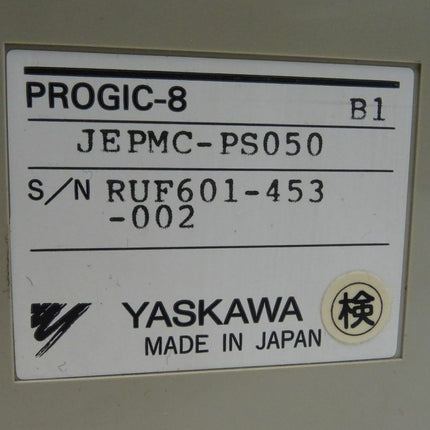 PROGIC-8 B1
JEPMC-PS050
S/N RUF601-453
-002
YASKAWA 検
MADE IN JAPAN